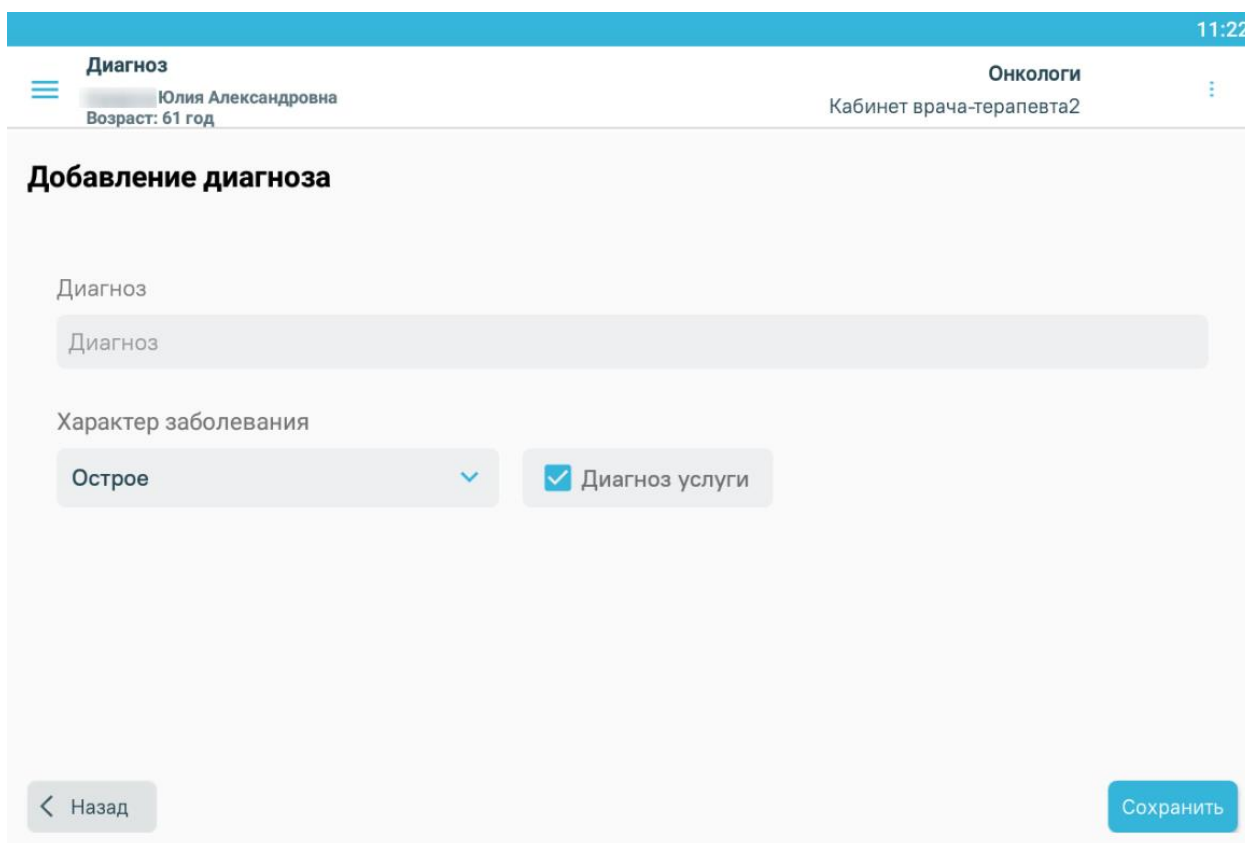 11:22
Диагноз
Юлия Александровна
Возраст: 61 год
Онкологи
Кабинет врача-терапевта2
Добавление диагноза
Диагноз
Диагноз
Характер заболевания
Острое
Диагноз услуги
Назад
Сохранить